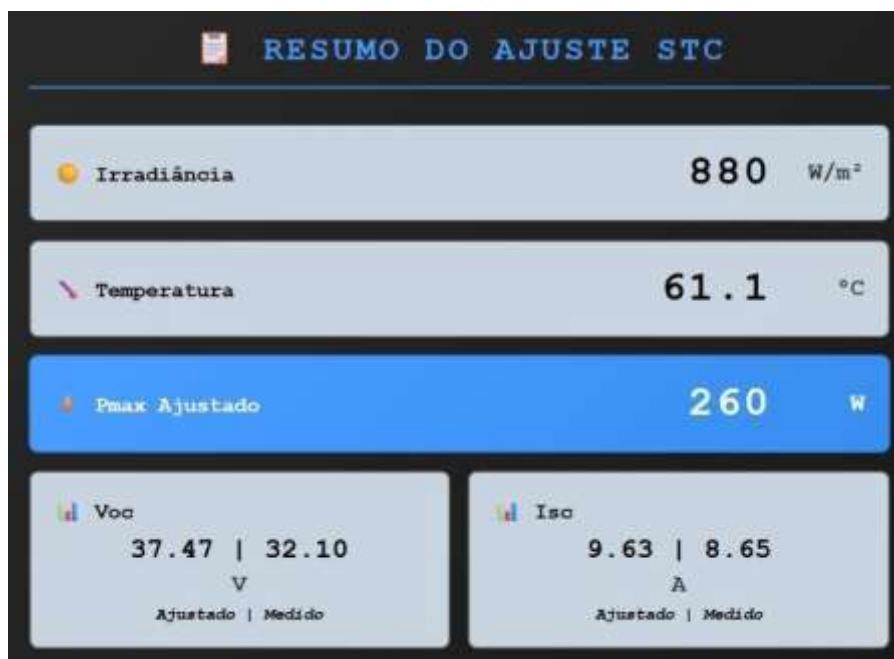 RESUMO DO AJUSTE STC
Irradiância 880 W/m²
Temperatura 61.1 °C
Pmax Ajustado 260 W
Voc
37.47 | 32.10
V
Ajustado | Medido
Isc
9.63 | 8.65
A
Ajustado | Medido